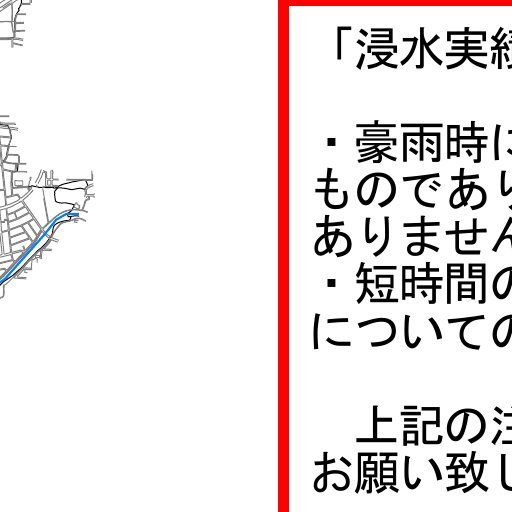 「浸水実績
・豪雨時に
ものであり
ありません
・短時間の
についての
上記の注
お願い致し